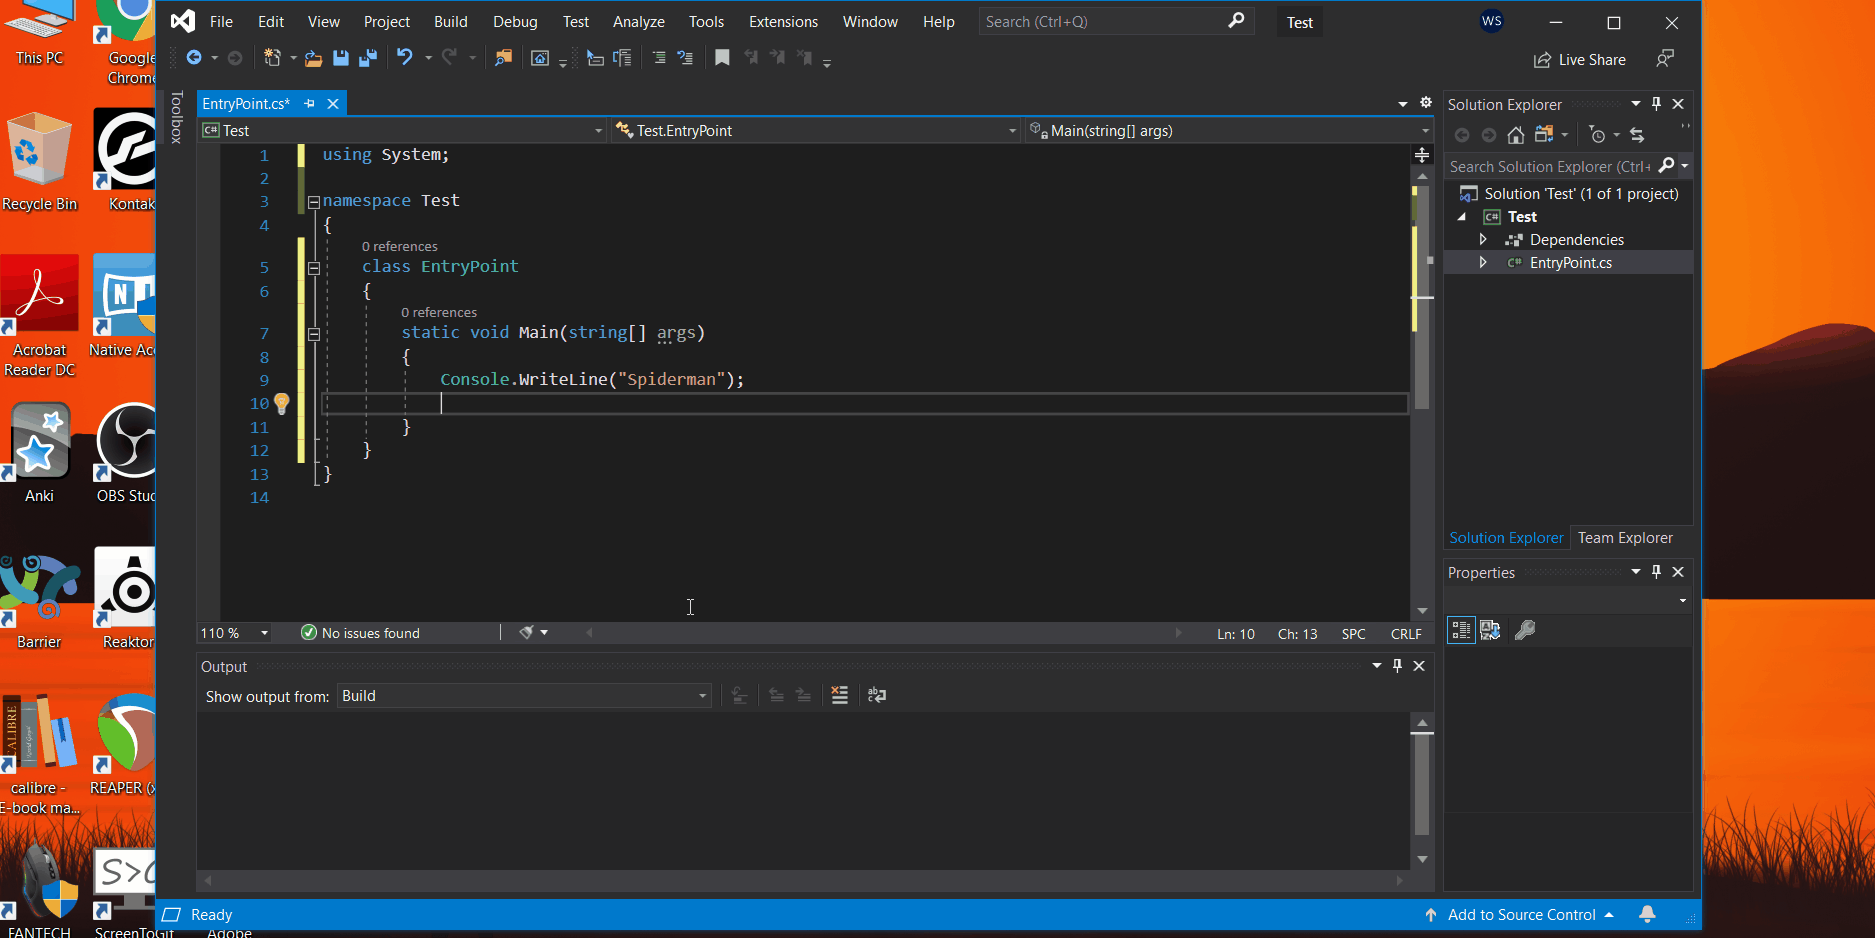 This PC
Google
Chrome
Recycle Bin
Kontak
Acrobat
Reader DC
Native Acc
Anki
OBS Stud
Barrier
Reaktor
calibre -
E-book ma...
REAPER (x
FANTECH
ScreenToGif
Adobe
File Edit View Project Build Debug Test Analyze Tools Extensions Window Help Search (Ctrl+Q) Test WS
Live Share
Toolbox
EntryPoint.cs*
C# Test Test.EntryPoint Main(string[] args)
1 using System;
2
3 namespace Test
4 {
0 references
5 class EntryPoint
6 {
0 references
7 static void Main(string[] args)
8 {
9 Console.WriteLine("Spiderman");
10
11 }
12 }
13 }
14
110 % No issues found Ln: 10 Ch: 13 SPC CRLF
Output
Show output from: Build
Solution Explorer
Search Solution Explorer (Ctrl+
Solution 'Test' (1 of 1 project)
C# Test
Dependencies
C# EntryPoint.cs
Solution Explorer Team Explorer
Properties
Ready Add to Source Control